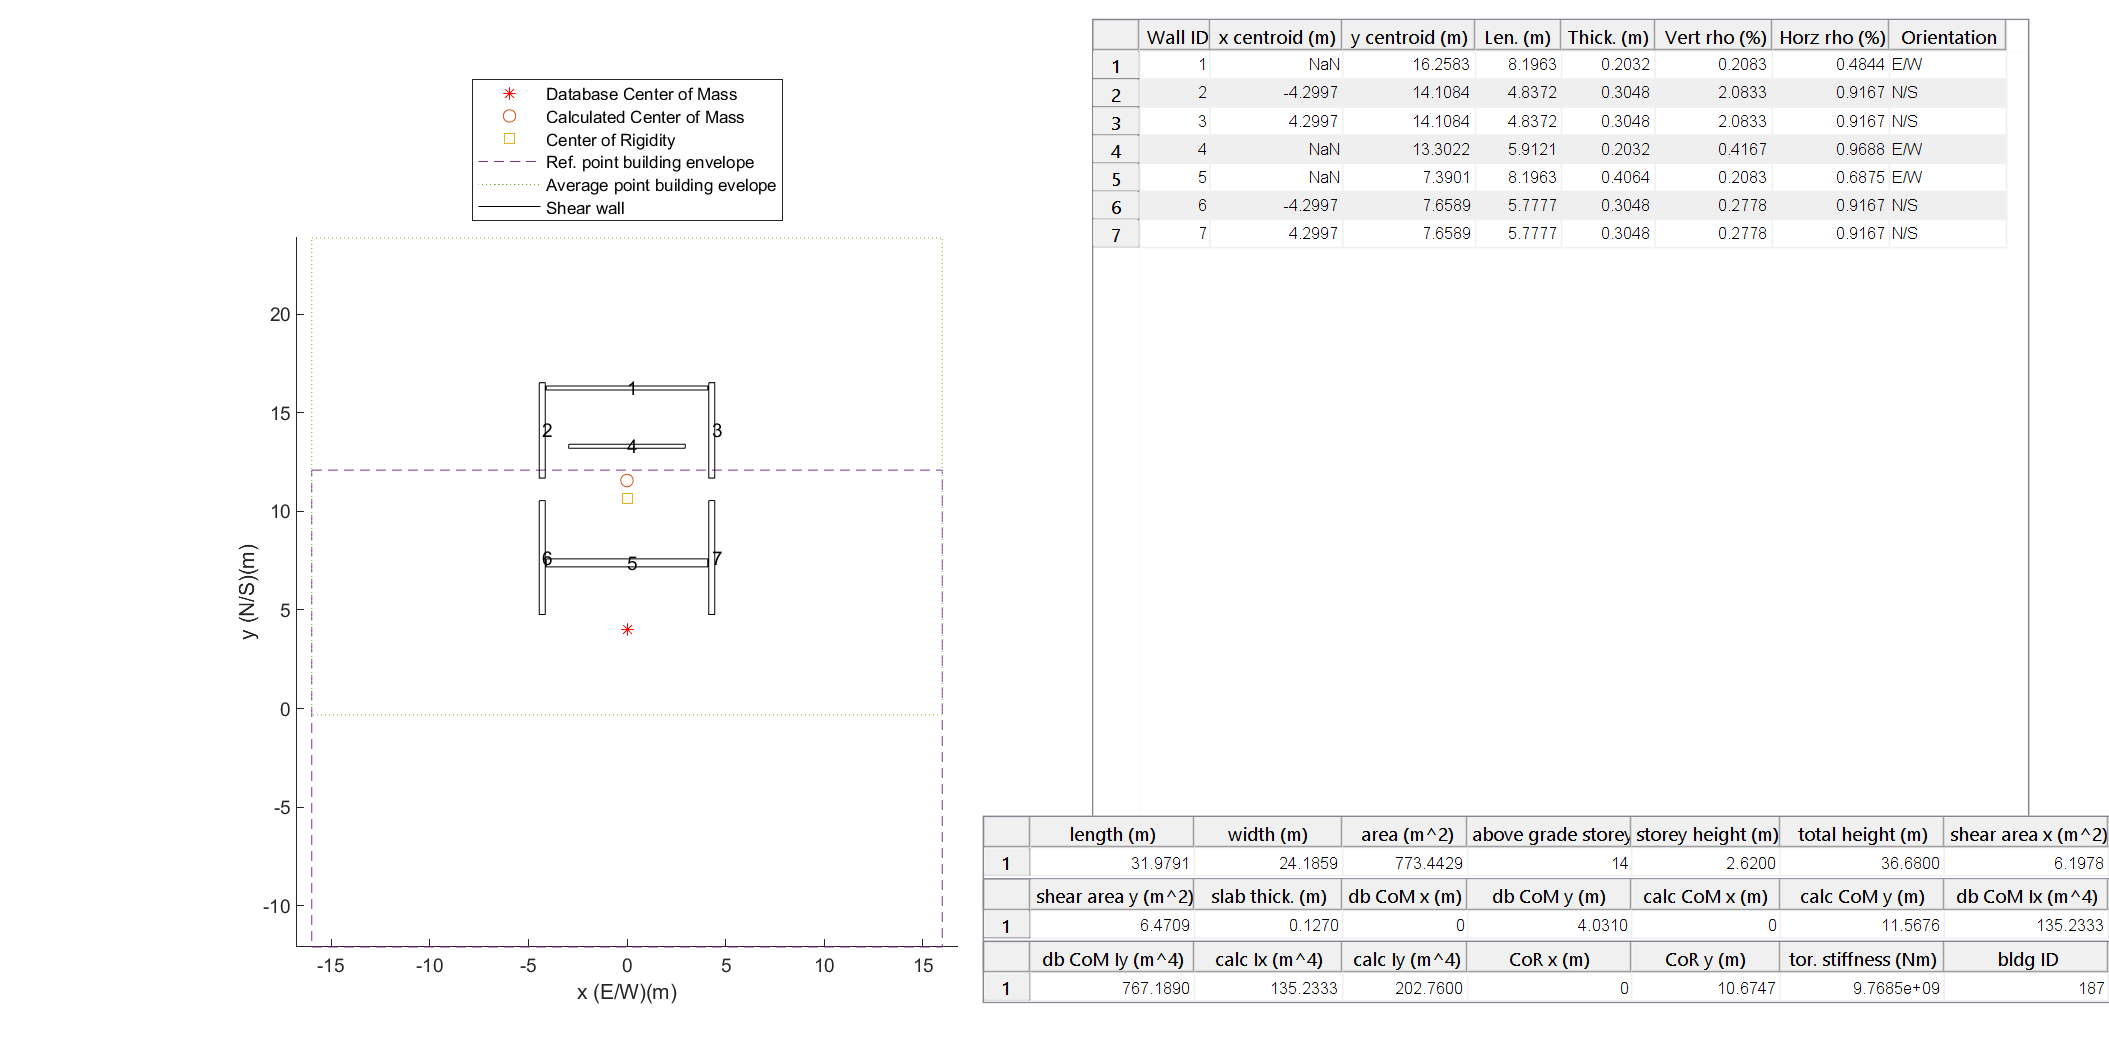 Database Center of Mass
Calculated Center of Mass
Center of Rigidity
Ref. point building envelope
Average point building evelope
Shear wall
y (N/S)(m)
20
15
10
5
0
-5
-10
1
2
3
4
6
5
7
-15 -10 -5 0 5 10 15
x (E/W)(m)
Wall ID x centroid (m) y centroid (m) Len. (m) Thick. (m) Vert rho (%) Horz rho (%) Orientation
1 1 NaN 16.2583 8.1963 0.2032 0.2083 0.4844 E/W
2 2 -4.2997 14.1084 4.8372 0.3048 2.0833 0.9167 N/S
3 3 4.2997 14.1084 4.8372 0.3048 2.0833 0.9167 N/S
4 4 NaN 13.3022 5.9121 0.2032 0.4167 0.9688 E/W
5 5 NaN 7.3901 8.1963 0.4064 0.2083 0.6875 E/W
6 6 -4.2997 7.6589 5.7777 0.3048 0.2778 0.9167 N/S
7 7 4.2997 7.6589 5.7777 0.3048 0.2778 0.9167 N/S
length (m) width (m) area (m^2) above grade storey storey height (m) total height (m) shear area x (m^2)
1 31.9791 24.1859 773.4429 14 2.6200 36.6800 6.1978
shear area y (m^2) slab thick. (m) db CoM x (m) db CoM y (m) calc CoM x (m) calc CoM y (m) db CoM Ix (m^4)
1 6.4709 0.1270 0 4.0310 0 11.5676 135.2333
db CoM Iy (m^4) calc Ix (m^4) calc Iy (m^4) CoR x (m) CoR y (m) tor. stiffness (Nm) bldg ID
1 767.1890 135.2333 202.7600 0 10.6747 9.7685e+09 187